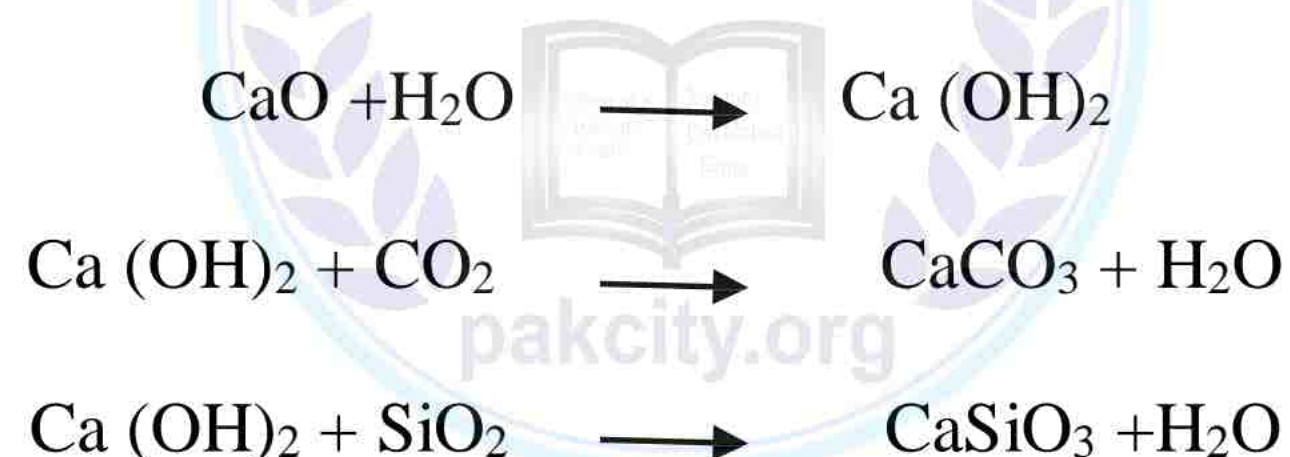 CaO +H₂O ⟶ Ca (OH)₂
Ca (OH)₂ + CO₂ ⟶ CaCO₃ + H₂O
pakcity.org
Ca (OH)₂ + SiO₂ ⟶ CaSiO₃ +H₂O